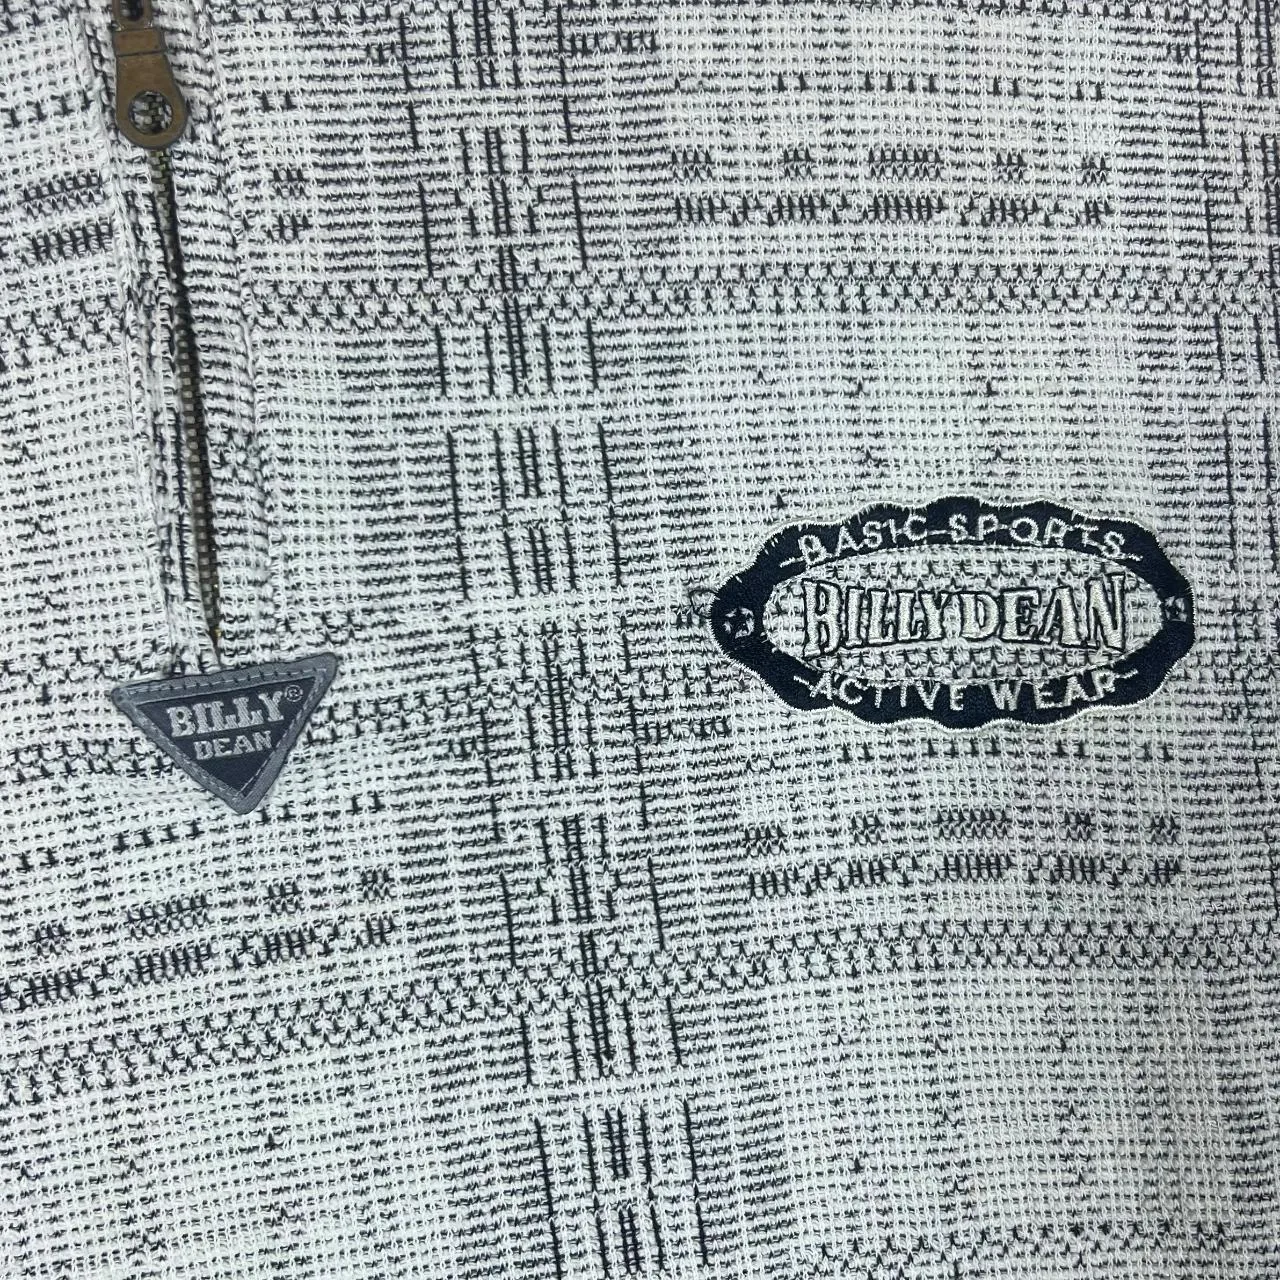 BASIC SPORTS
BILLYDEAN
ACTIVE WEAR
BILLY®
DEAN